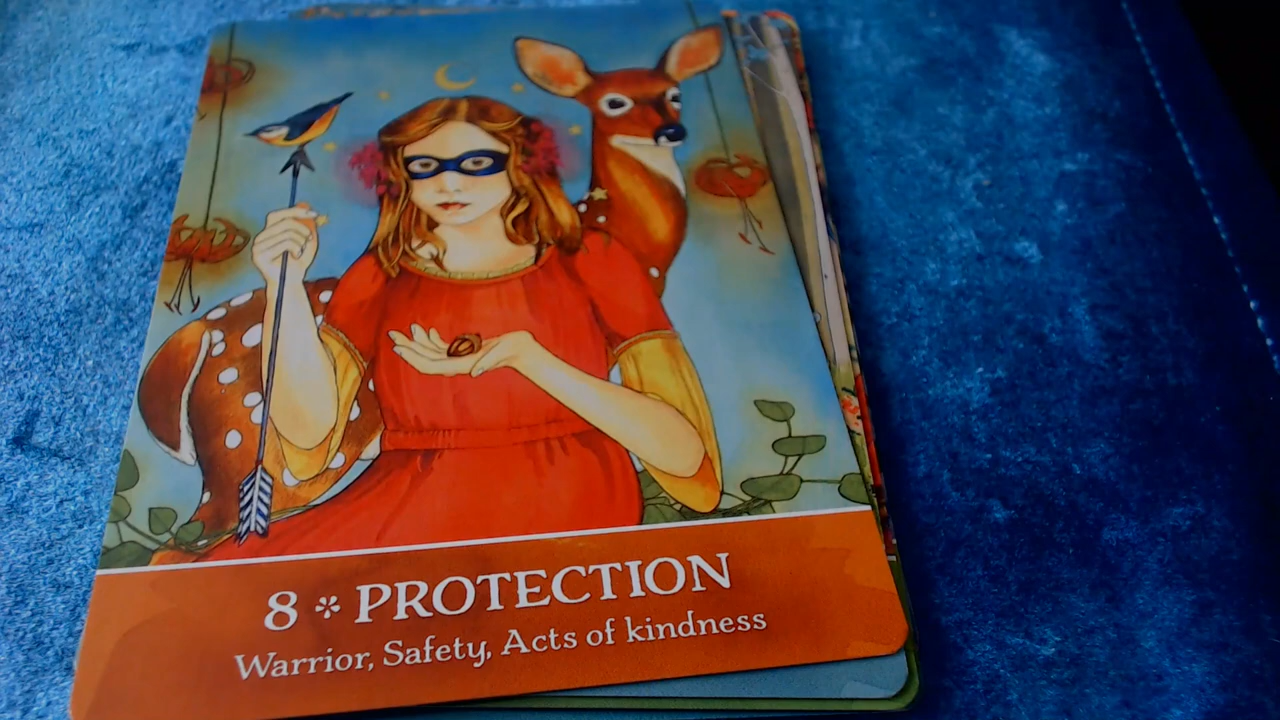 8 * PROTECTION
Warrior, Safety, Acts of kindness